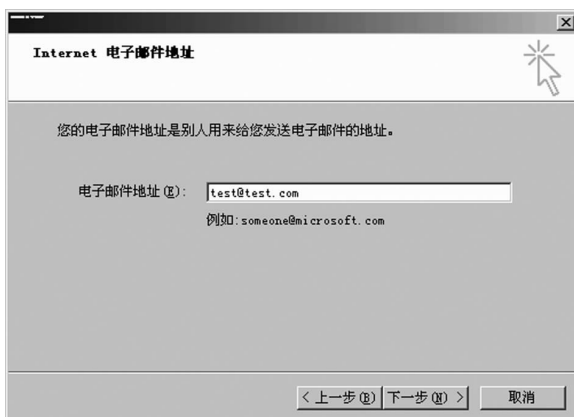 Internet 电子邮件地址
您的电子邮件地址是别人用来给您发送电子邮件的地址。
电子邮件地址(E): test@test.com
例如:someone@microsoft.com
< 上一步(B) 下一步(N) > 取消